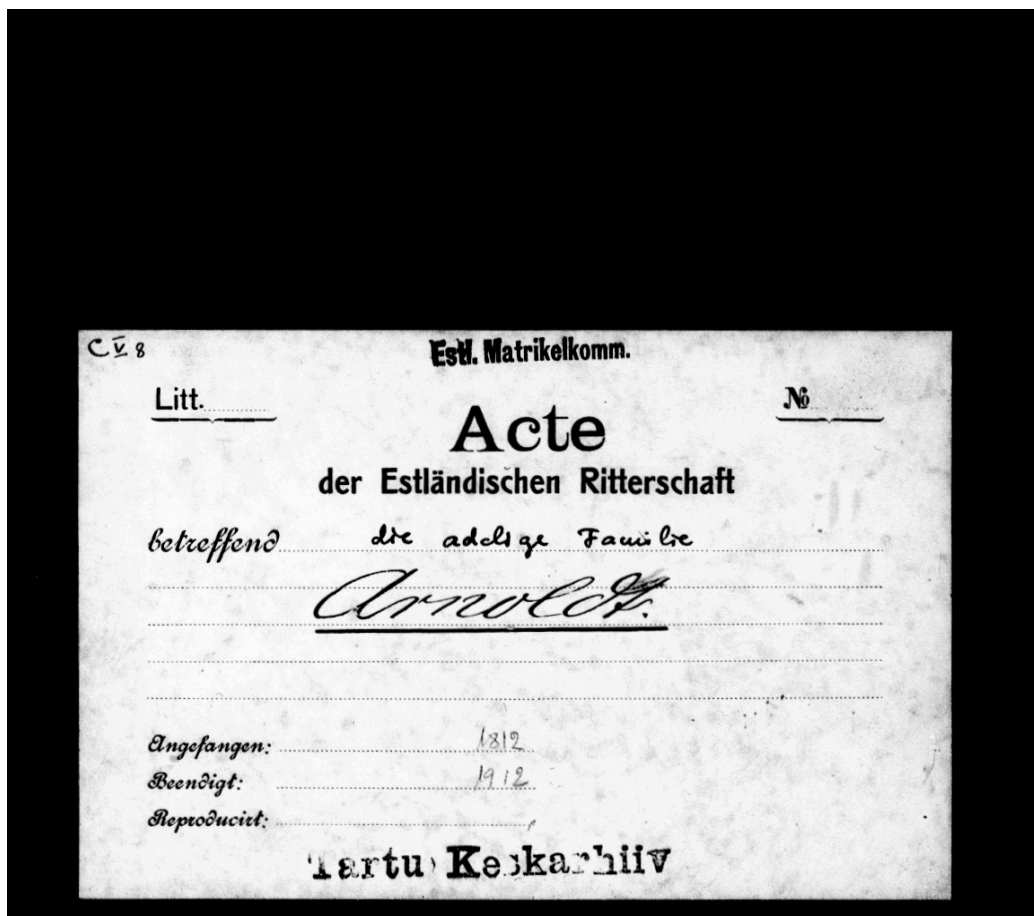 C V 8
Estl. Matrikelkomm.
Litt.
№
Acte
der Estländischen Ritterschaft
betreffend die adelige Familie
Arnoldt.
Angefangen: 1812
Beendigt: 1912
Reproducirt:
Tartu Keskarhiiv